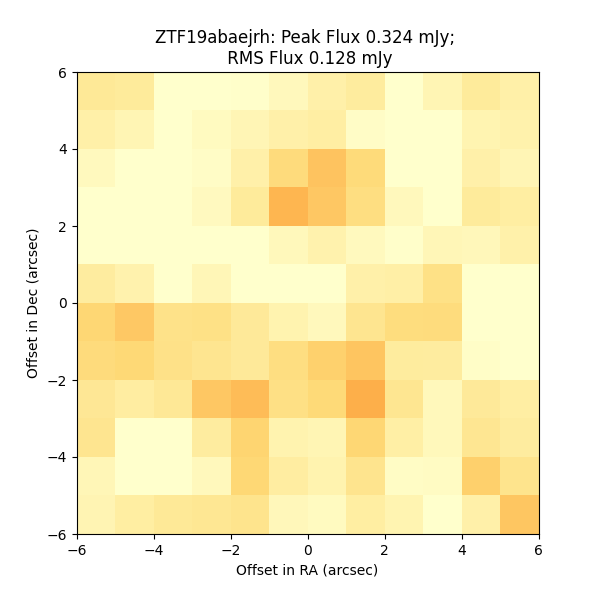 ZTF19abaejrh: Peak Flux 0.324 mJy;
RMS Flux 0.128 mJy
6
4
2
0
−2
−4
−6
Offset in Dec (arcsec)
−6 −4 −2 0 2 4 6
Offset in RA (arcsec)